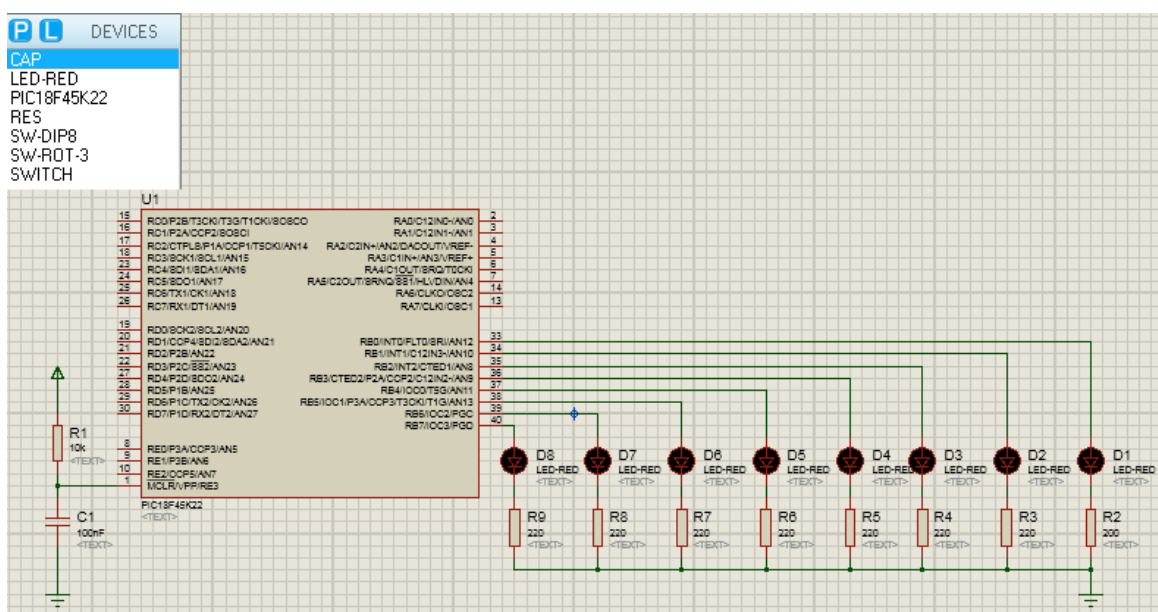 P L DEVICES
CAP
LED-RED
PIC18F45K22
RES
SW-DIP8
SW-ROT-3
SWITCH
U1
15 RC0/P2B/T3CKI/T3G/T1CKI/SOSCO RA0/C12IN0-/AN0 2
16 RC1/P2A/CCP2/SOSCI RA1/C12IN1-/AN1 3
17 RC2/CTPLS/P1A/CCP1/T5CKI/AN14 RA2/C2IN+/AN2/DACOUT/VREF- 4
18 RC3/SCK1/SCL1/AN15 RA3/C1IN+/AN3/VREF+ 5
23 RC4/SDI1/SDA1/AN16 RA4/C1OUT/SRQ/T0CKI 6
24 RC5/SDO1/AN17 RA5/C2OUT/SRNQ/SS1/HLVDIN/AN4 7
25 RC6/TX1/CK1/AN18 RA6/CLKO/OSC2 14
26 RC7/RX1/DT1/AN19 RA7/CLKI/OSC1 13
19 RD0/SCK2/SCL2/AN20
20 RD1/CCP4/SDI2/SDA2/AN21 RB0/INT0/FLT0/SRI/AN12 33
21 RD2/P2B/AN22 RB1/INT1/C12IN3-/AN10 34
22 RD3/P2C/SS2/AN23 RB2/INT2/CTED1/AN8 35
27 RD4/P2D/SDO2/AN24 RB3/CTED2/P2A/CCP2/C12IN2-/AN9 36
28 RD5/P1B/AN25 RB4/IOC0/T5G/AN11 37
29 RD6/P1C/TX2/CK2/AN26 RB5/IOC1/P3A/CCP3/T3CKI/T1G/AN13 38
30 RD7/P1D/RX2/DT2/AN27 RB6/IOC2/PGC 39
RB7/IOC3/PGD 40
8 RE0/P3A/CCP3/AN5
9 RE1/P3B/AN6
10 RE2/CCP5/AN7
1 MCLR/VPP/RE3
PIC18F45K22
<TEXT>
R1
10k
<TEXT>
C1
100nF
<TEXT>
D8 D7 D6 D5 D4 D3 D2 D1
LED-RED LED-RED LED-RED LED-RED LED-RED LED-RED LED-RED LED-RED
<TEXT> <TEXT> <TEXT> <TEXT> <TEXT> <TEXT> <TEXT> <TEXT>
R9 R8 R7 R6 R5 R4 R3 R2
220 220 220 220 220 220 220 200
<TEXT> <TEXT> <TEXT> <TEXT> <TEXT> <TEXT> <TEXT> <TEXT>